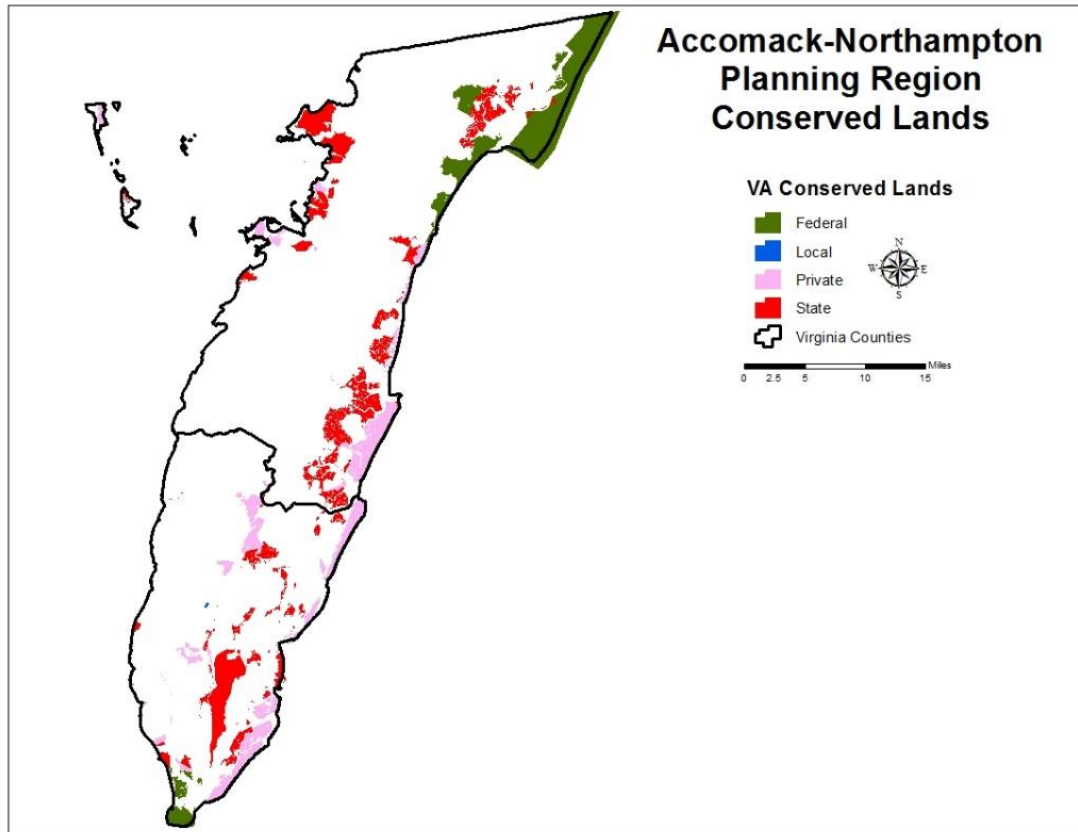 Accomack-Northampton
Planning Region
Conserved Lands
VA Conserved Lands
Federal
Local
Private
State
Virginia Counties
N
W E
S
Miles
0 2.5 5 10 15